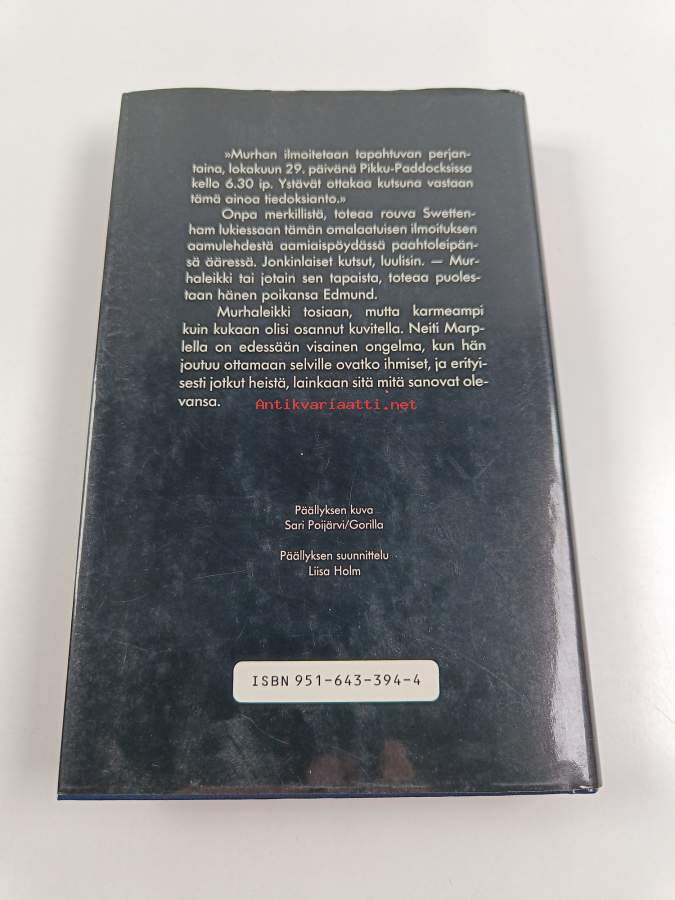 »Murhan ilmoitetaan tapahtuvan perjan-
taina, lokakuun 29. päivänä Pikku-Paddocksissa
kello 6.30 ip. Ystävät ottakaa kutsuna vastaan
tämä ainoa tiedoksianto.»
Onpa merkillistä, toteaa rouva Swetten-
ham lukiessaan tämän omalaatuisen ilmoituksen
aamulehdestä aamiaispöydässä paahtoleipän-
sä ääressä. Jonkinlaiset kutsut, luulisin. — Mur-
haleikki tai jotain sen tapaista, toteaa puoles-
taan hänen poikansa Edmund.
Murhaleikki tosiaan, mutta karmeampi
kuin kukaan olisi osannut kuvitella. Neiti Marp-
lella on edessään visainen ongelma, kun hän
joutuu ottamaan selville ovatko ihmiset, ja erityi-
sesti jotkut heistä, lainkaan sitä mitä sanovat ole-
vansa.
Antikvariaatti.net
Päällyksen kuva
Sari Poijärvi/Gorilla
Päällyksen suunnittelu
Liisa Holm
ISBN 951-643-394-4